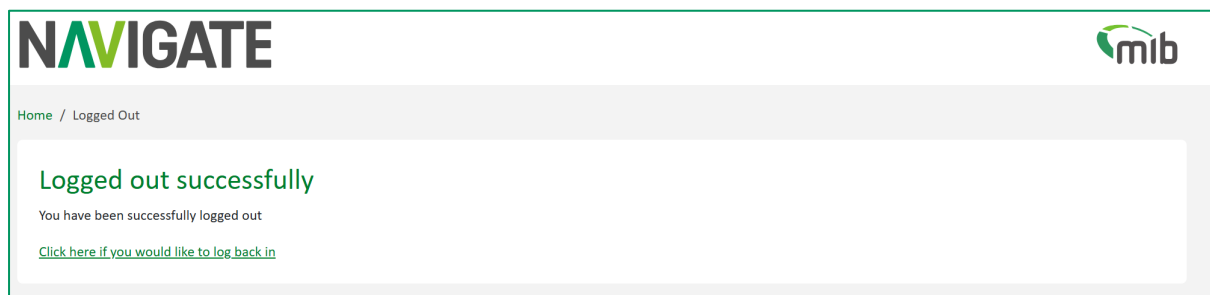 NAVIGATE
mib
Home / Logged Out
Logged out successfully
You have been successfully logged out
Click here if you would like to log back in